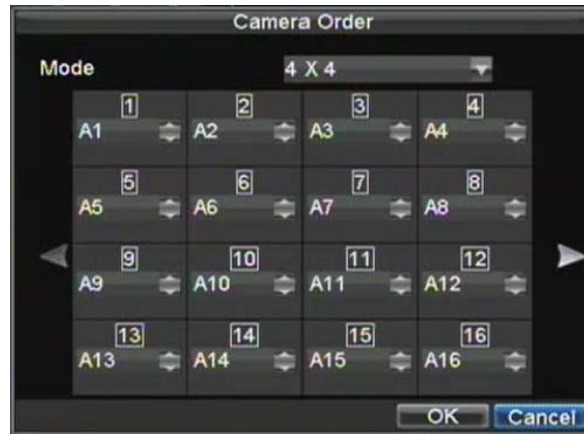 Camera Order
Mode 4 X 4
1 2 3 4
A1 A2 A3 A4
5 6 7 8
A5 A6 A7 A8
9 10 11 12
A9 A10 A11 A12
13 14 15 16
A13 A14 A15 A16
OK Cancel